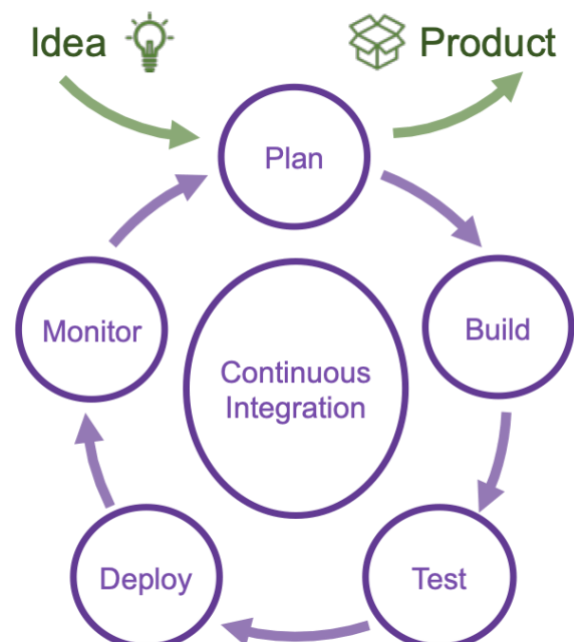 Idea
Product
Plan
Monitor
Build
Continuous
Integration
Deploy
Test